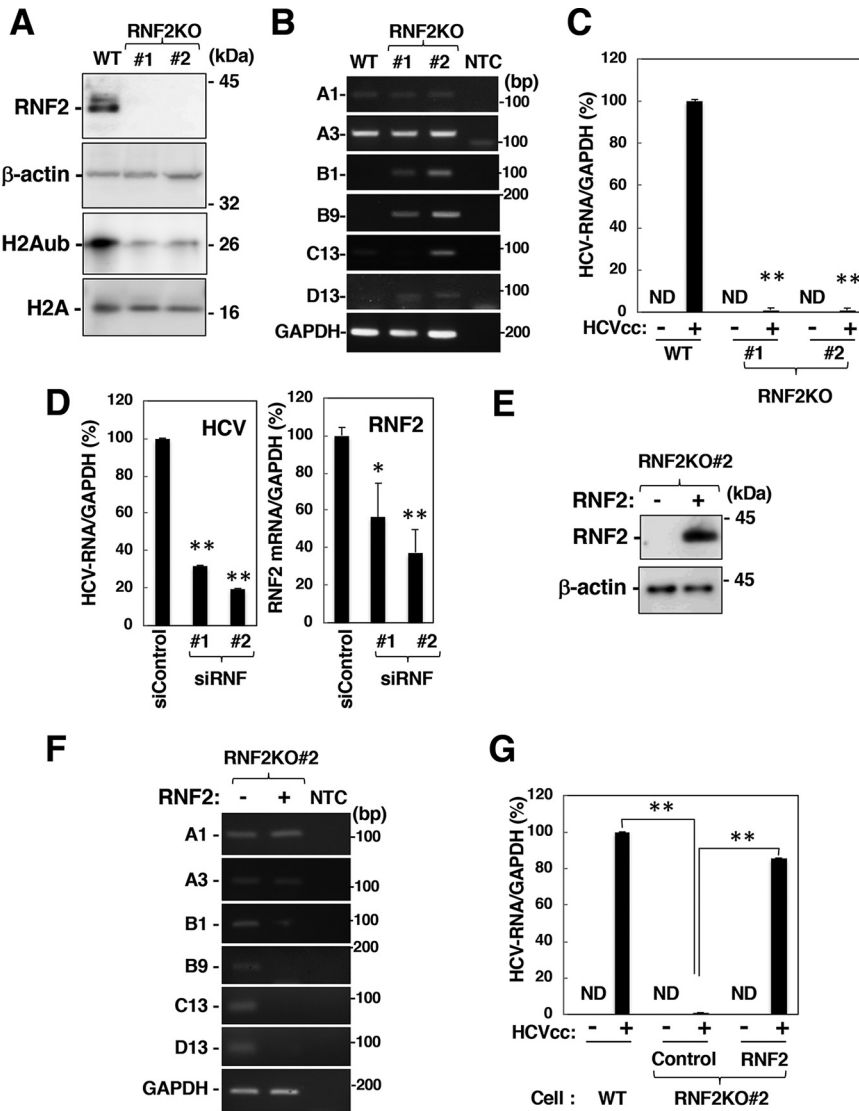 A
RNF2KO
WT #1 #2 (kDa)
- 45
RNF2 -
β-actin -
- 32
H2Aub -
- 26
H2A -
- 16
B
RNF2KO
WT #1 #2 NTC
(bp)
A1-
-100
A3-
-100
B1-
-100
-200
B9-
C13-
-100
D13-
-100
GAPDH-
-200
C
HCV-RNA/GAPDH (%)
120
100
80
60
40
20
0
ND ND ** ND **
HCVcc: - + - + - +
WT #1 #2
RNF2KO
D
HCV-RNA/GAPDH (%)
120
100
80
60
40
20
0
HCV
**
**
siControl
#1 #2
siRNF
RNF2 mRNA/GAPDH (%)
120
100
80
60
40
20
0
RNF2
*
**
siControl
#1 #2
siRNF
E
RNF2KO#2
RNF2: - + (kDa)
- 45
RNF2 -
- 45
β-actin -
F
RNF2KO#2
RNF2: - + NTC
(bp)
A1 -
-100
A3 -
-100
B1 -
-100
-200
B9 -
C13 -
-100
D13 -
-100
GAPDH -
-200
G
HCV-RNA/GAPDH (%)
120
100
80
60
40
20
0
**
**
ND ND ND
HCVcc: - + - + - +
Control RNF2
Cell : WT RNF2KO#2